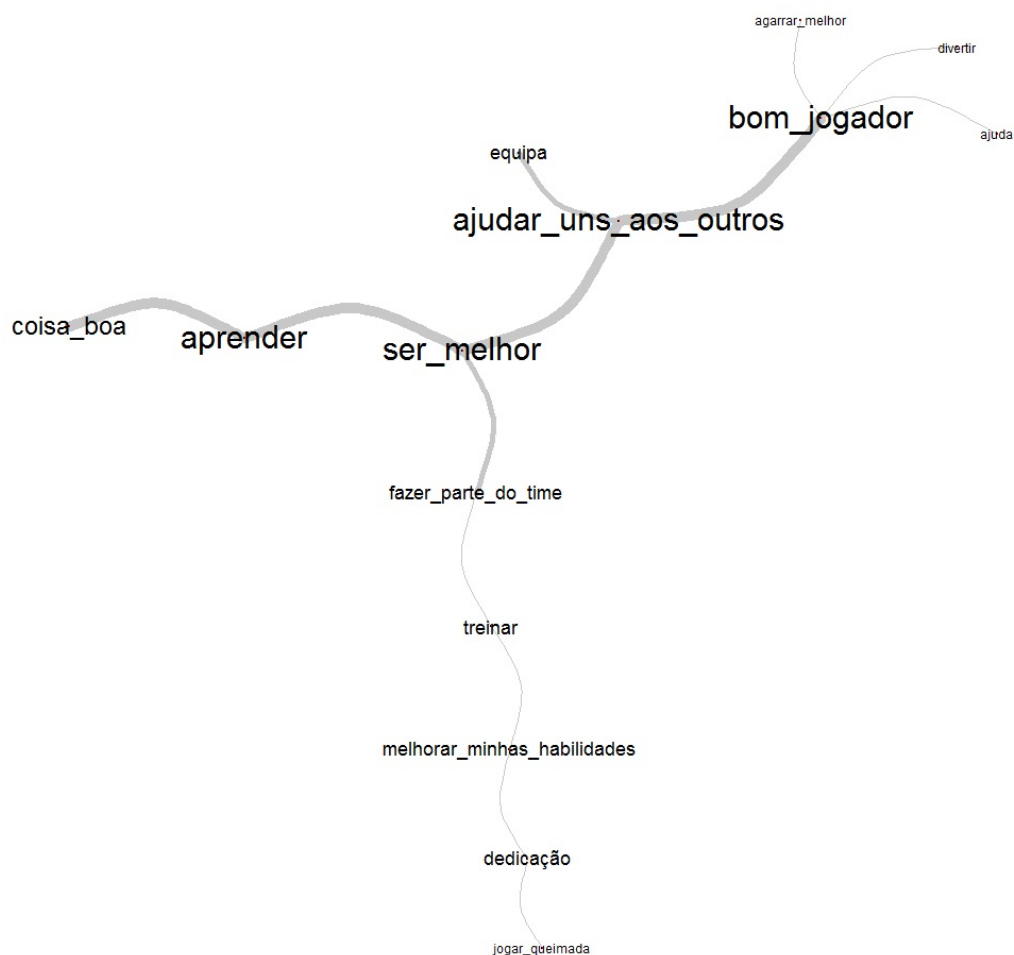 agarrar_melhor
divertir
bom_jogador
ajuda
equipa
ajudar_uns_aos_outros
coisa_boa
aprender
ser_melhor
fazer_parte_do_time
treinar
melhorar_minhas_habilidades
dedicação
jogar_queimada